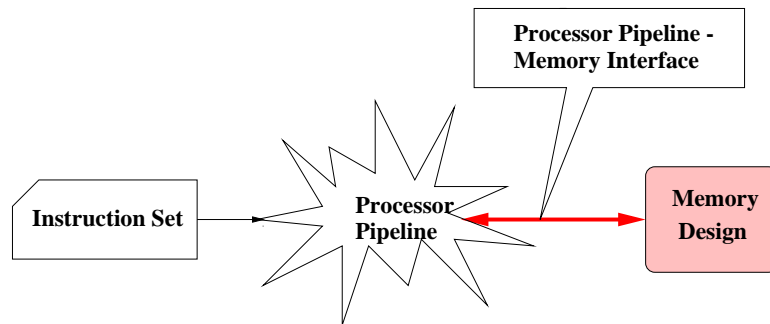 Processor Pipeline -
Memory Interface
Instruction Set
Processor
Pipeline
Memory
Design